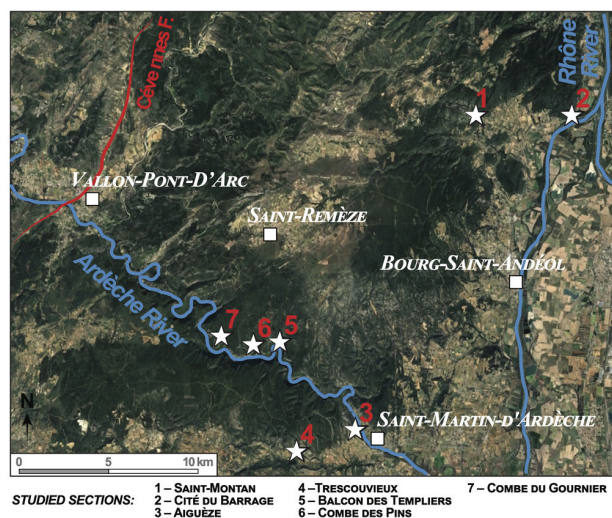 Cévennes F.
Rhône
River
1
2
VALLON-PONT-D'ARC
SAINT-REMÈZE
BOURG-SAINT-ANDÉOL
Ardèche River
7
6
5
3
SAINT-MARTIN-D'ARDÈCHE
4
N
0 5 10 km
STUDIED SECTIONS:
1 – SAINT-MONTAN
2 – CITÉ DU BARRAGE
3 – AIGUÈZE
4 – TRESCOUVIEUX
5 – BALCON DES TEMPLIERS
6 – COMBE DES PINS
7 – COMBE DU GOURNIER